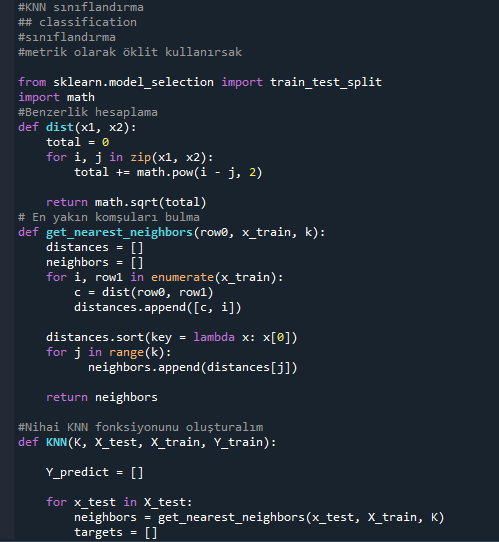 #KNN sınıflandırma
## classification
#sınıflandırma
#metrik olarak öklit kullanırsak
from sklearn.model_selection import train_test_split
import math
#Benzerlik hesaplama
def dist(x1, x2):
    total = 0
    for i, j in zip(x1, x2):
        total += math.pow(i - j, 2)
    return math.sqrt(total)
# En yakın komşuları bulma
def get_nearest_neighbors(row0, x_train, k):
    distances = []
    neighbors = []
    for i, row1 in enumerate(x_train):
        c = dist(row0, row1)
        distances.append([c, i])
    distances.sort(key = lambda x: x[0])
    for j in range(k):
          neighbors.append(distances[j])
    return neighbors
#Nihai KNN fonksiyonunu oluşturalım
def KNN(K, X_test, X_train, Y_train):
    Y_predict = []
    for x_test in X_test:
        neighbors = get_nearest_neighbors(x_test, X_train, K)
        targets = []